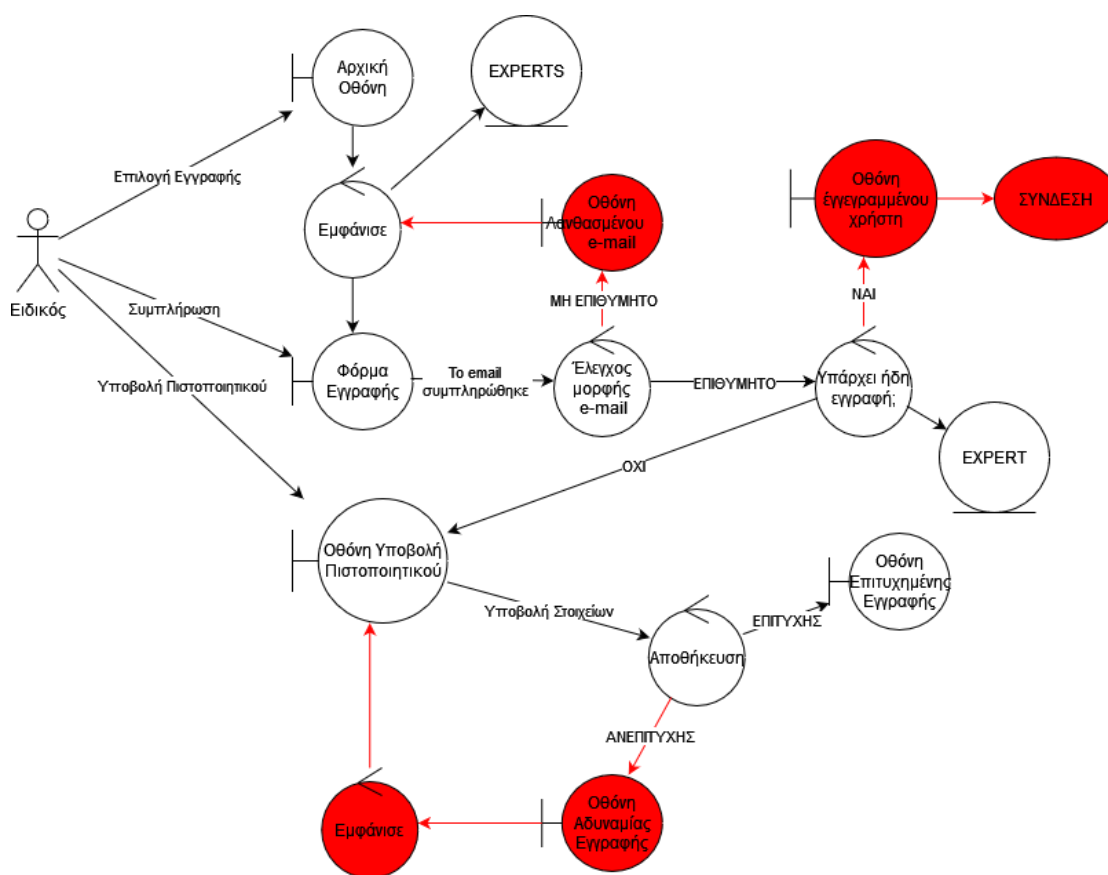 Αρχική
Οθόνη
EXPERTS
Επιλογή Εγγραφής
Οθόνη
Λανθασμένου
e-mail
Οθόνη
έγγεγραμμένου
χρήστη
ΣΥΝΔΕΣΗ
Εμφάνισε
Ειδικός
ΜΗ ΕΠΙΘΥΜΗΤΟ
ΝΑΙ
Συμπλήρωση
Υποβολή Πιστοποιητικού
Φόρμα
Εγγραφής
Το email
συμπληρώθηκε
Έλεγχος
μορφής
e-mail
ΕΠΙΘΥΜΗΤΟ
Υπάρχει ήδη
εγγραφή;
EXPERT
ΟΧΙ
Οθόνη Υποβολή
Πιστοποιητικού
Οθόνη
Επιτυχημένης
Εγγραφής
Υποβολή Στοιχείων
ΕΠΙΤΥΧΗΣ
Αποθήκευση
ΑΝΕΠΙΤΥΧΗΣ
Εμφάνισε
Οθόνη
Αδυναμίας
Εγγραφής